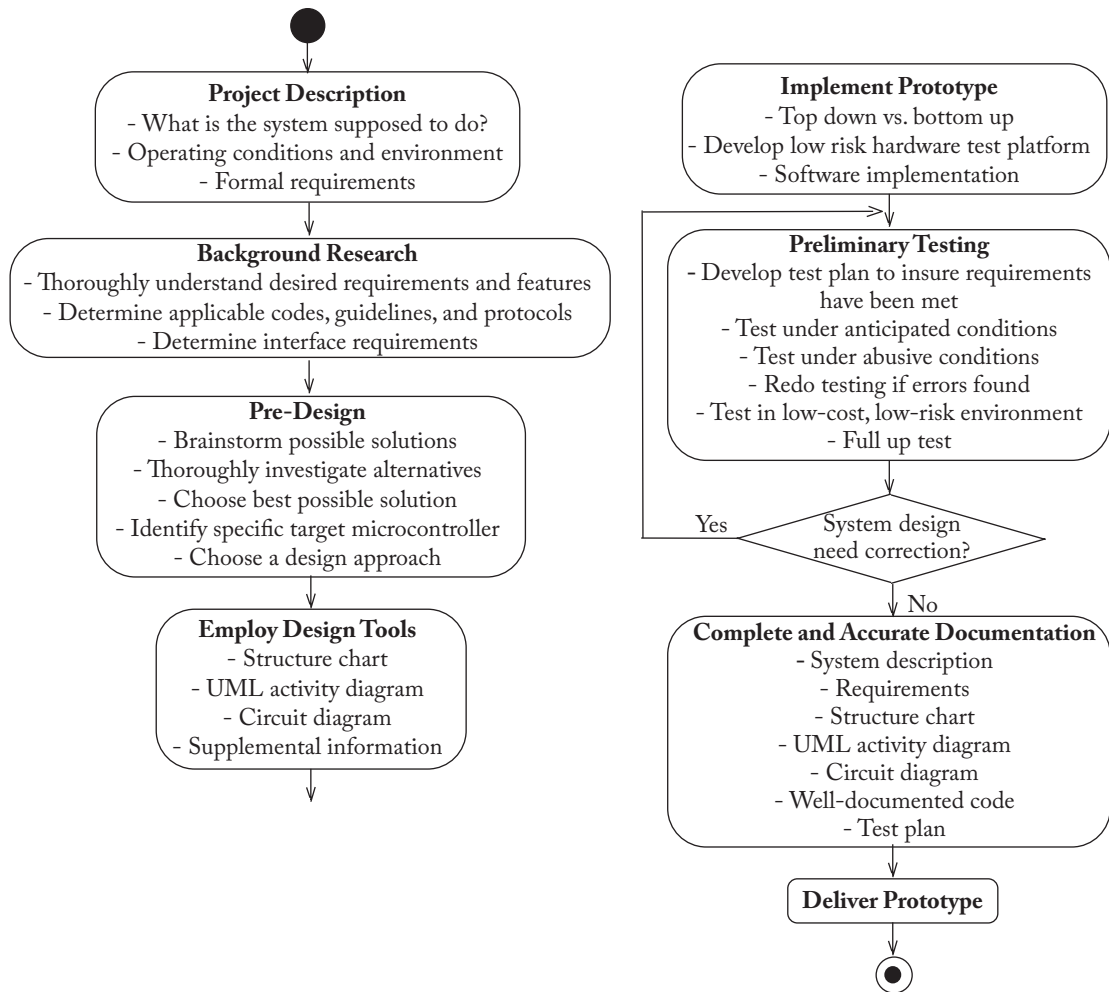 Project Description
- What is the system supposed to do?
- Operating conditions and environment
- Formal requirements
Background Research
- Thoroughly understand desired requirements and features
- Determine applicable codes, guidelines, and protocols
- Determine interface requirements
Pre-Design
- Brainstorm possible solutions
- Thoroughly investigate alternatives
- Choose best possible solution
- Identify specific target microcontroller
- Choose a design approach
Employ Design Tools
- Structure chart
- UML activity diagram
- Circuit diagram
- Supplemental information
Implement Prototype
- Top down vs. bottom up
- Develop low risk hardware test platform
- Software implementation
Preliminary Testing
- Develop test plan to insure requirements
have been met
- Test under anticipated conditions
- Test under abusive conditions
- Redo testing if errors found
- Test in low-cost, low-risk environment
- Full up test
Yes
System design
need correction?
No
Complete and Accurate Documentation
- System description
- Requirements
- Structure chart
- UML activity diagram
- Circuit diagram
- Well-documented code
- Test plan
Deliver Prototype